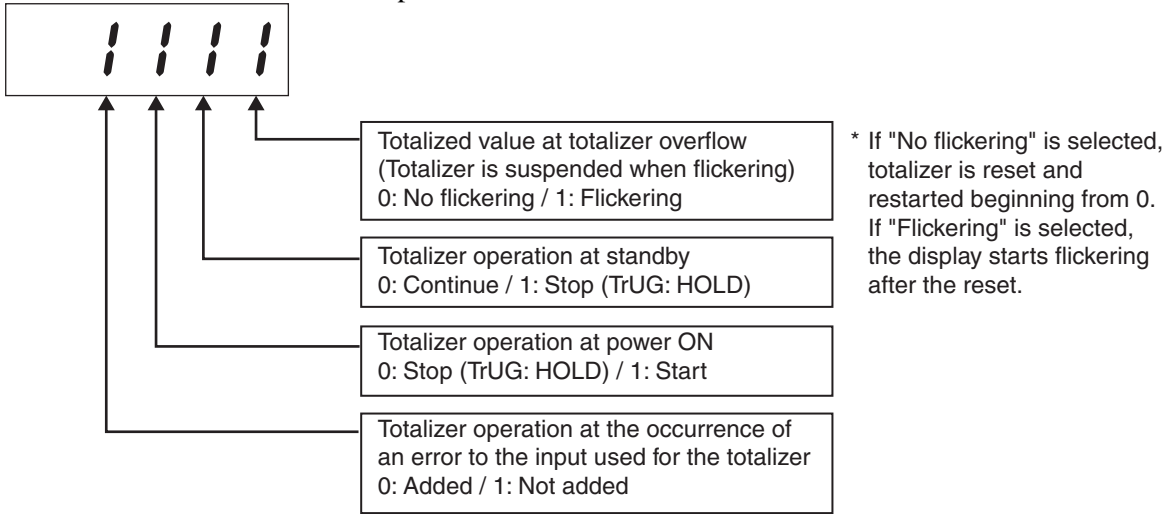 1 1 1 1
Totalized value at totalizer overflow
(Totalizer is suspended when flickering)
0: No flickering / 1: Flickering
* If "No flickering" is selected,
totalizer is reset and
restarted beginning from 0.
If "Flickering" is selected,
the display starts flickering
after the reset.
Totalizer operation at standby
0: Continue / 1: Stop (TrUG: HOLD)
Totalizer operation at power ON
0: Stop (TrUG: HOLD) / 1: Start
Totalizer operation at the occurrence of
an error to the input used for the totalizer
0: Added / 1: Not added